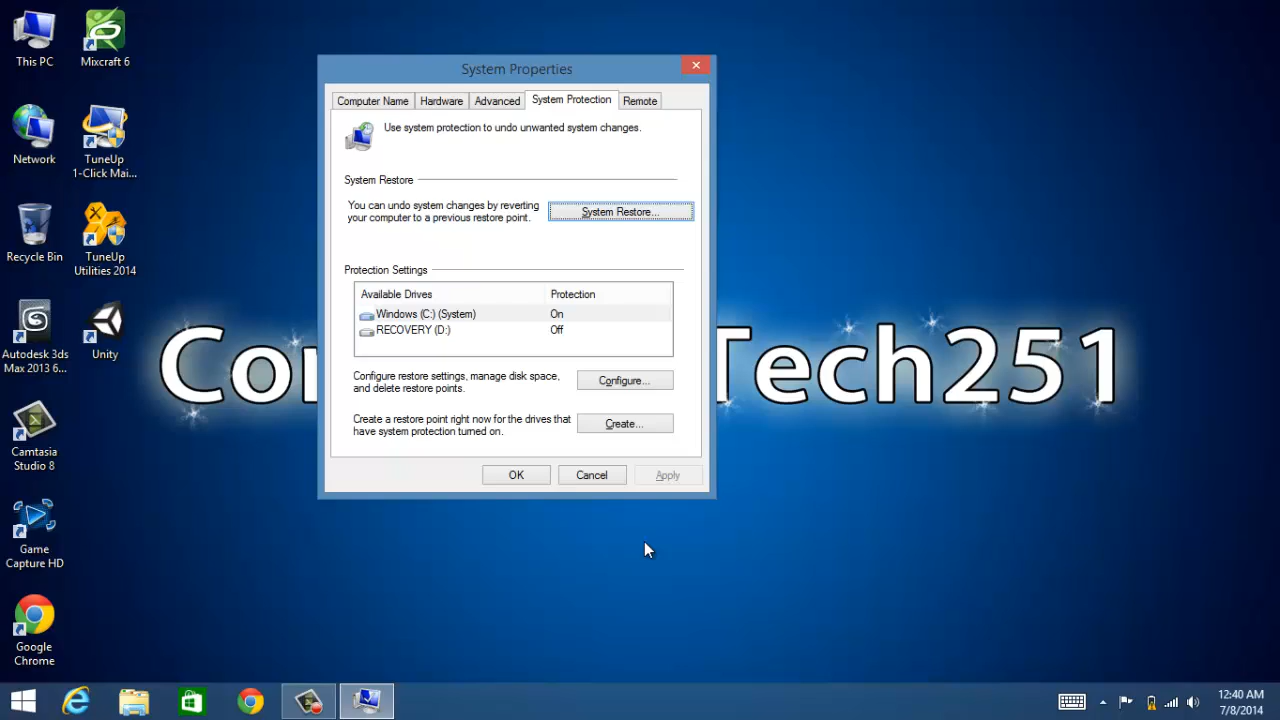 This PC
Mixcraft 6
Network
TuneUp
1-Click Mai...
Recycle Bin
TuneUp
Utilities 2014
Autodesk 3ds
Max 2013 6...
Unity
Camtasia
Studio 8
Game
Capture HD
Google
Chrome
System Properties
Computer Name
Hardware
Advanced
System Protection
Remote
Use system protection to undo unwanted system changes.
System Restore
You can undo system changes by reverting
your computer to a previous restore point.
System Restore...
Protection Settings
Available Drives Protection
Windows (C:) (System) On
RECOVERY (D:) Off
Configure restore settings, manage disk space,
and delete restore points.
Configure...
Create a restore point right now for the drives that
have system protection turned on.
Create...
OK
Cancel
Apply
Co
Tech251
12:40 AM
7/8/2014